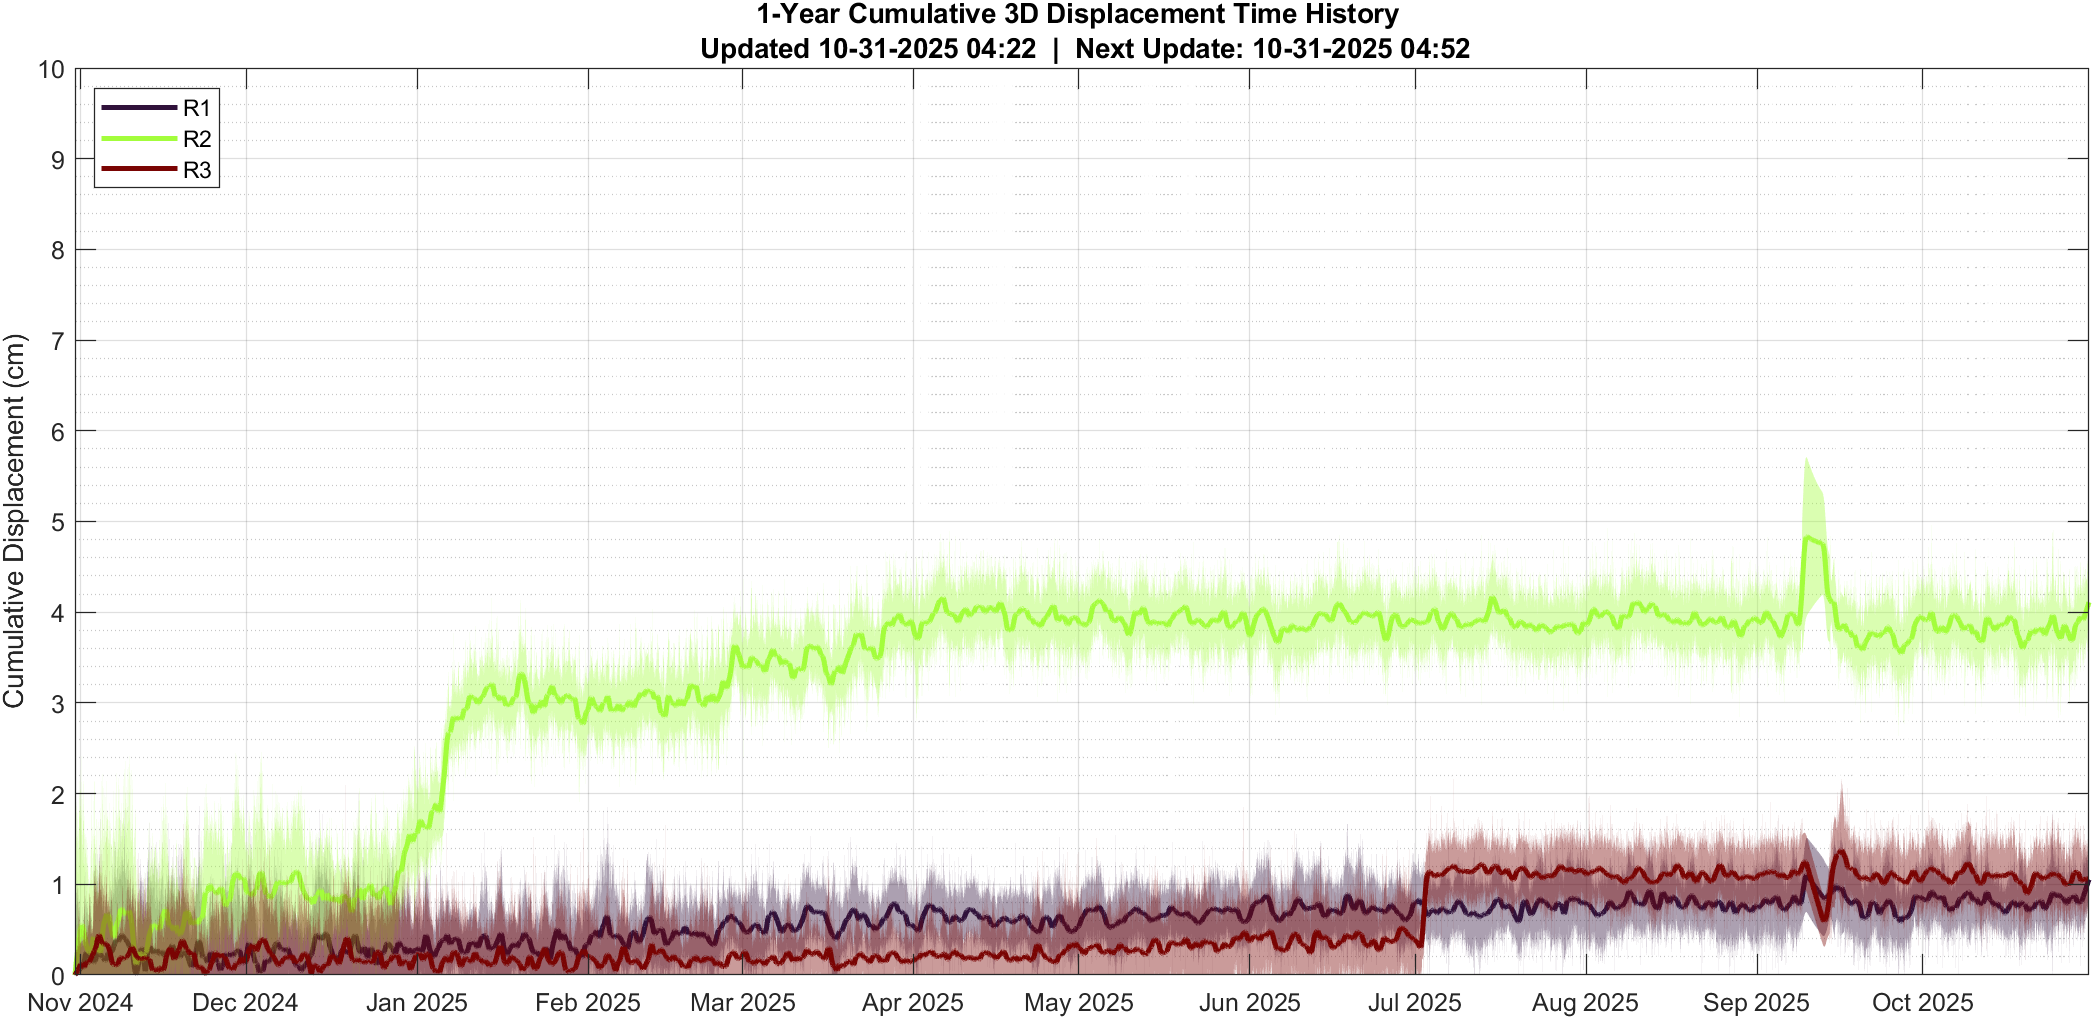 1-Year Cumulative 3D Displacement Time History
Updated 10-31-2025 04:22 | Next Update: 10-31-2025 04:52
R1
R2
R3
Cumulative Displacement (cm)
10
9
8
7
6
5
4
3
2
1
0
Nov 2024 Dec 2024 Jan 2025 Feb 2025 Mar 2025 Apr 2025 May 2025 Jun 2025 Jul 2025 Aug 2025 Sep 2025 Oct 2025